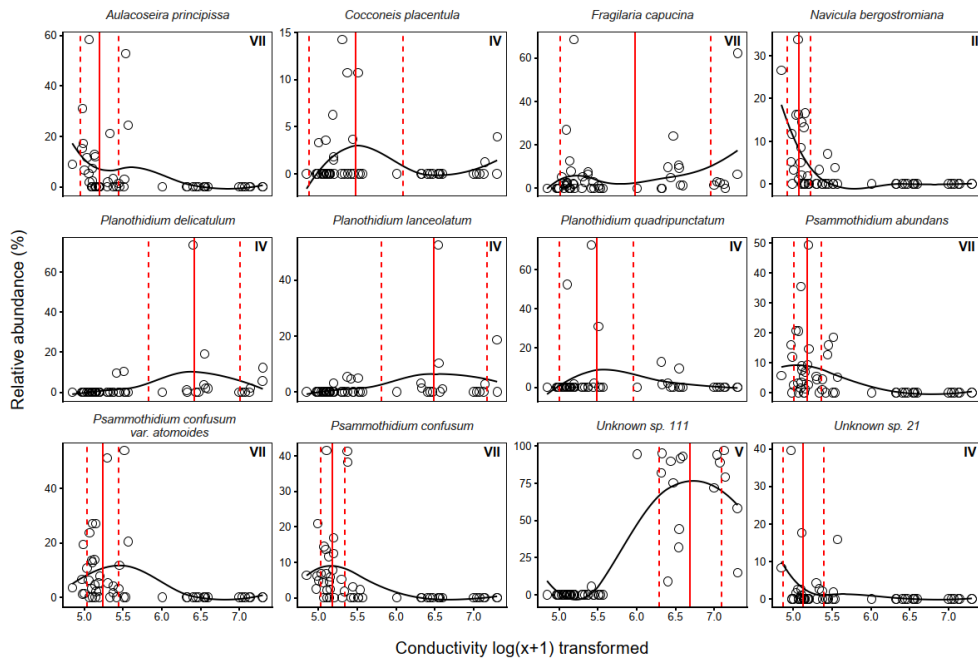 Aulacoseira principissa
Cocconeis placentula
Fragilaria capucina
Navicula bergostromiana
60
40
20
0
VII
15
10
5
0
IV
60
40
20
0
VII
30
20
10
0
II
Planothidium delicatulum
Planothidium lanceolatum
Planothidium quadripunctatum
Psammothidium abundans
60
40
20
0
IV
50
40
30
20
10
0
IV
60
40
20
0
IV
50
40
30
20
10
0
VII
Psammothidium confusum
var. atomoides
Psammothidium confusum
Unknown sp. 111
Unknown sp. 21
40
20
0
VII
40
30
20
10
0
VII
100
75
50
25
0
V
40
30
20
10
0
IV
5.0 5.5 6.0 6.5 7.0
5.0 5.5 6.0 6.5 7.0
5.0 5.5 6.0 6.5 7.0
5.0 5.5 6.0 6.5 7.0
Relative abundance (%)
Conductivity log(x+1) transformed